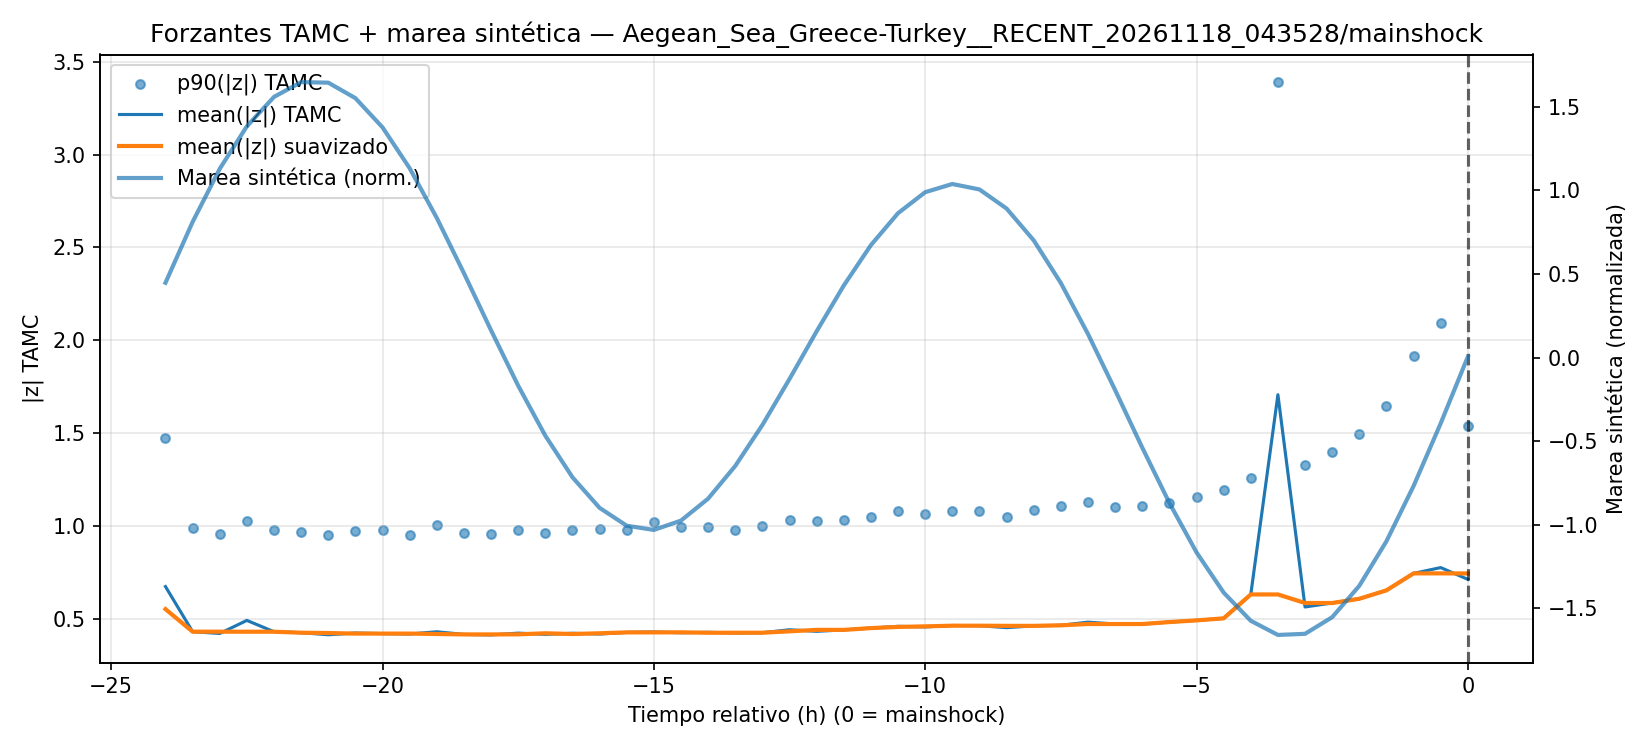 Forzantes TAMC + marea sintética — Aegean_Sea_Greece-Turkey__RECENT_20261118_043528/mainshock
p90(|z|) TAMC
mean(|z|) TAMC
mean(|z|) suavizado
Marea sintética (norm.)
|z| TAMC
3.5
3.0
2.5
2.0
1.5
1.0
0.5
1.5
1.0
0.5
0.0
−0.5
−1.0
−1.5
Marea sintética (normalizada)
−25
−20
−15
−10
−5
0
Tiempo relativo (h) (0 = mainshock)